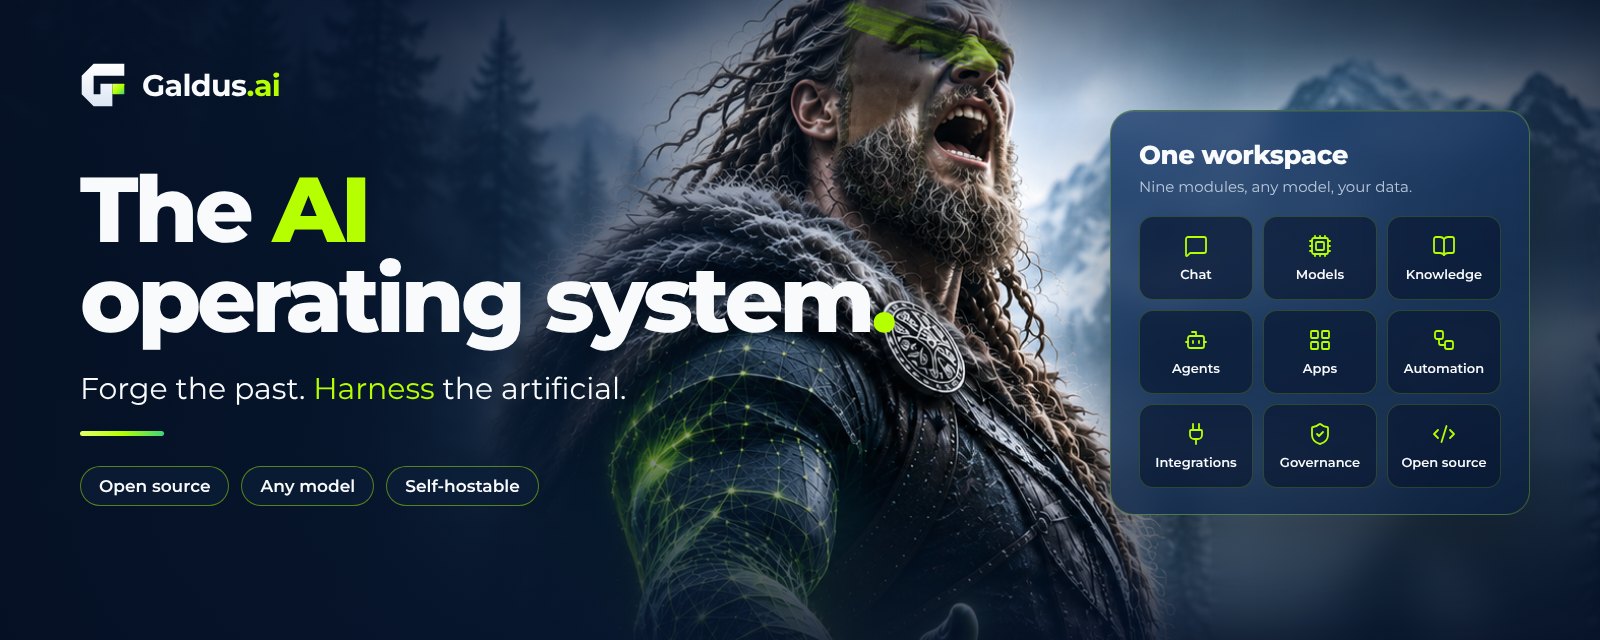 Galdus.ai
The AI
operating system.
Forge the past. Harness the artificial.
Open source
Any model
Self-hostable
One workspace
Nine modules, any model, your data.
Chat
Models
Knowledge
Agents
Apps
Automation
Integrations
Governance
Open source